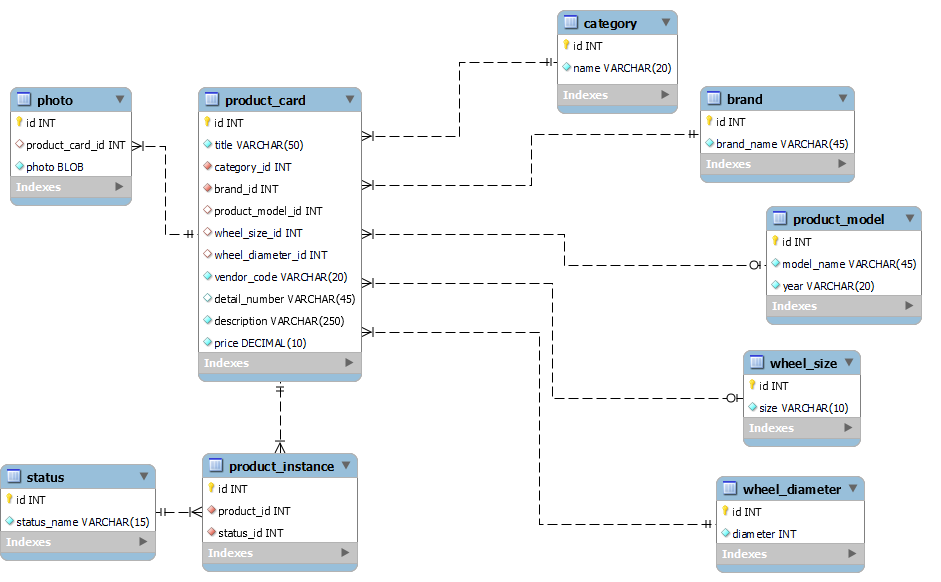 category
id INT
name VARCHAR(20)
Indexes
photo
id INT
product_card_id INT
photo BLOB
Indexes
product_card
id INT
title VARCHAR(50)
category_id INT
brand_id INT
product_model_id INT
wheel_size_id INT
wheel_diameter_id INT
vendor_code VARCHAR(20)
detail_number VARCHAR(45)
description VARCHAR(250)
price DECIMAL(10)
Indexes
brand
id INT
brand_name VARCHAR(45)
Indexes
product_model
id INT
model_name VARCHAR(45)
year VARCHAR(20)
Indexes
wheel_size
id INT
size VARCHAR(10)
Indexes
status
id INT
status_name VARCHAR(15)
Indexes
product_instance
id INT
product_id INT
status_id INT
Indexes
wheel_diameter
id INT
diameter INT
Indexes